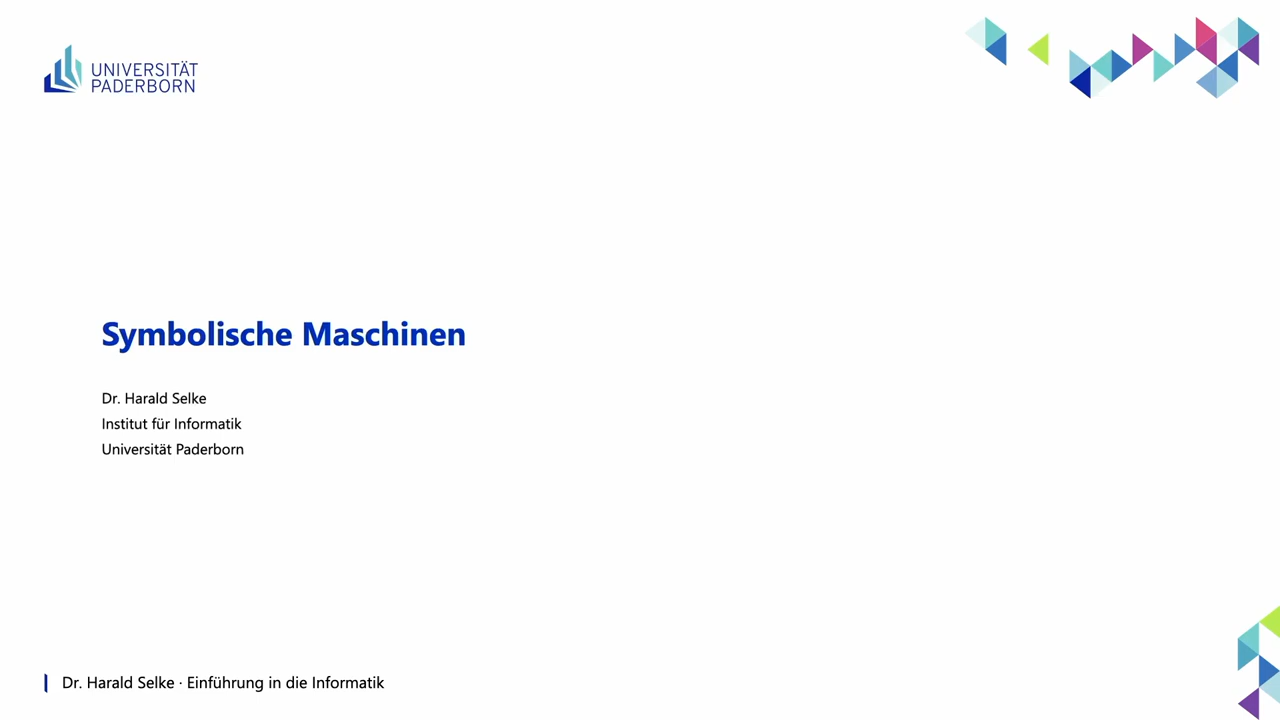 UNIVERSITÄT
PADERBORN
Symbolische Maschinen
Dr. Harald Selke
Institut für Informatik
Universität Paderborn
Dr. Harald Selke · Einführung in die Informatik